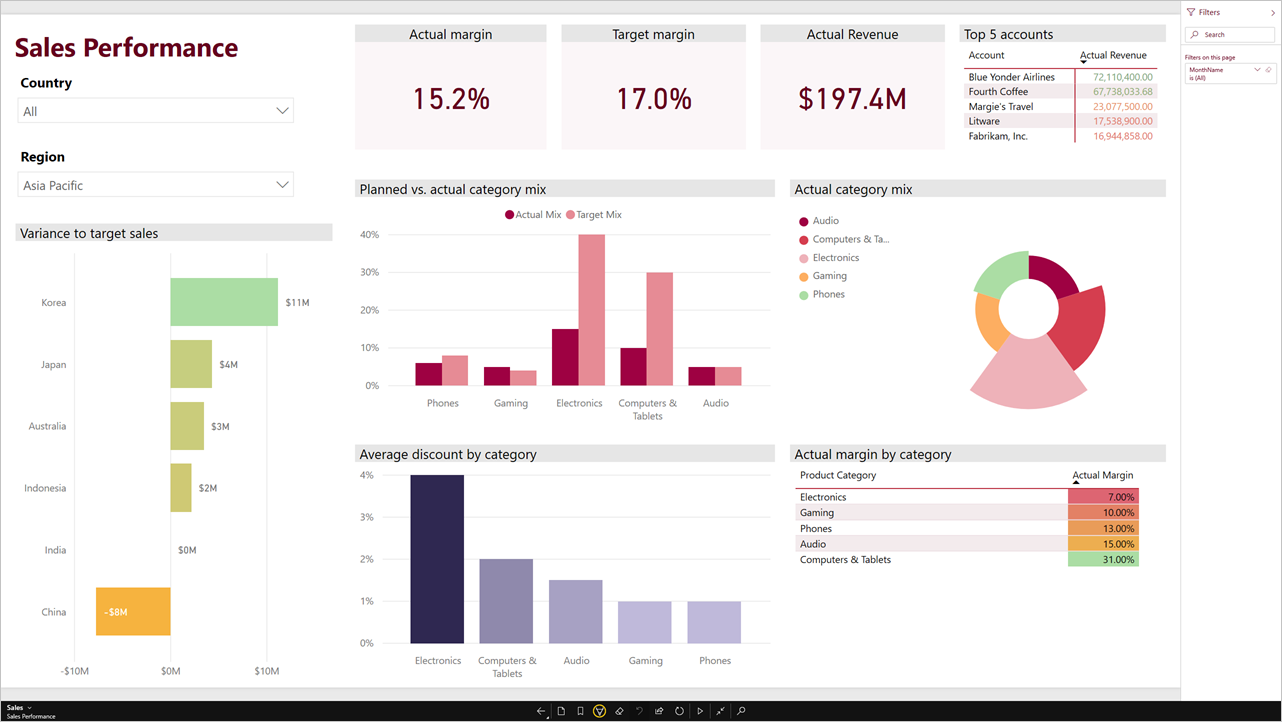 Sales Performance
Country
All
Region
Asia Pacific
Variance to target sales
Korea $11M
Japan $4M
Australia $3M
Indonesia $2M
India $0M
China -$8M
-$10M $0M $10M
Actual margin
15.2%
Target margin
17.0%
Actual Revenue
$197.4M
Top 5 accounts
Account Actual Revenue
Blue Yonder Airlines 72,110,400.00
Fourth Coffee 67,738,033.68
Margie's Travel 23,077,500.00
Litware 17,538,900.00
Fabrikam, Inc. 16,944,858.00
Planned vs. actual category mix
Actual Mix Target Mix
40%
30%
20%
10%
0%
Phones Gaming Electronics Computers & Audio
Tablets
Actual category mix
Audio
Computers & Ta...
Electronics
Gaming
Phones
Average discount by category
4%
3%
2%
1%
0%
Electronics Computers & Audio Gaming Phones
Tablets
Actual margin by category
Product Category Actual Margin
Electronics 7.00%
Gaming 10.00%
Phones 13.00%
Audio 15.00%
Computers & Tablets 31.00%
Filters
Search
Filters on this page
MonthName
is (All)
Sales
Sales Performance